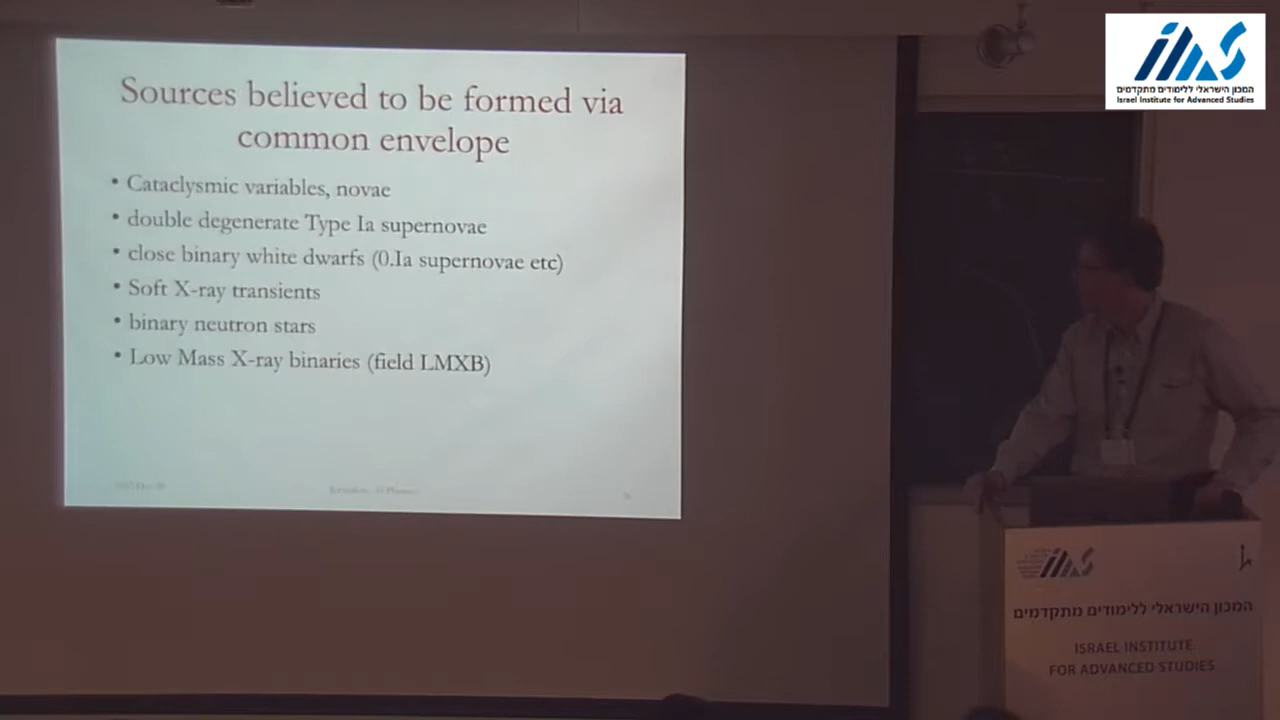 Sources believed to be formed via
common envelope
• Cataclysmic variables, novae
• double degenerate Type Ia supernovae
• close binary white dwarfs (0.Ia supernovae etc)
• Soft X-ray transients
• binary neutron stars
• Low Mass X-ray binaries (field LMXB)
המכון הישראלי ללימודים מתקדמים
Israel Institute for Advanced Studies
המכון הישראלי ללימודים מתקדמים
ISRAEL INSTITUTE
FOR ADVANCED STUDIES